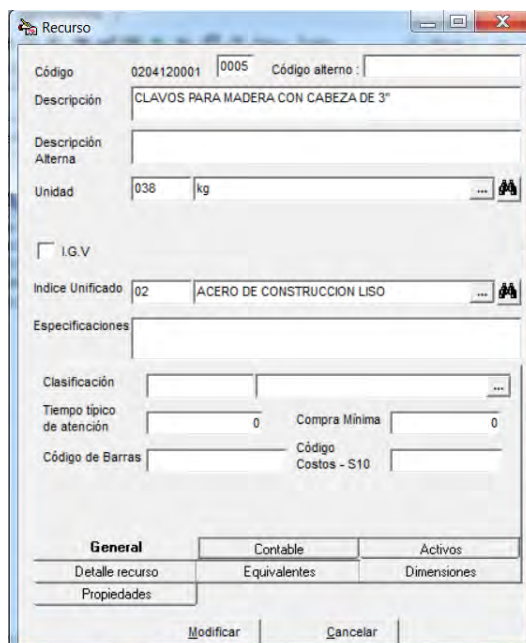 Recurso
Código 0204120001 0005 Código alterno :
Descripción CLAVOS PARA MADERA CON CABEZA DE 3"
Descripción
Alterna
Unidad 038 kg ...
I.G.V
Indice Unificado 02 ACERO DE CONSTRUCCION LISO ...
Especificaciones
Clasificación ...
Tiempo típico
de atención 0 Compra Mínima 0
Código de Barras Código
Costos - S10
General Contable Activos
Detalle recurso Equivalentes Dimensiones
Propiedades
Modificar Cancelar